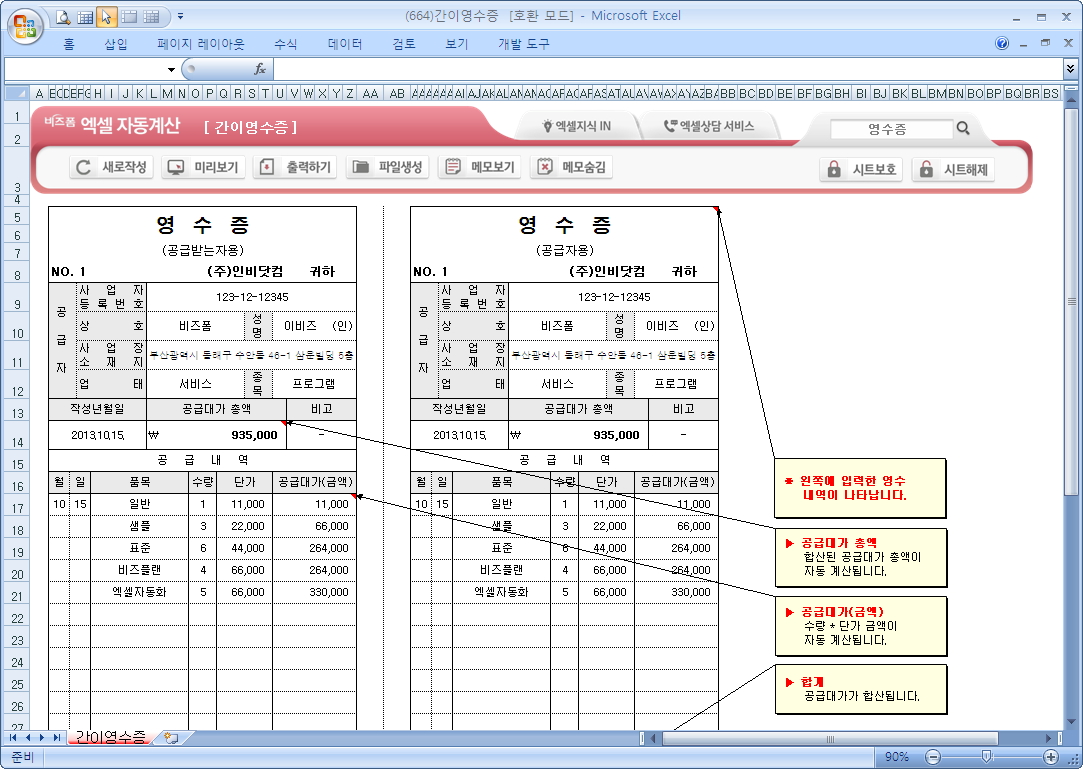 (664)간이영수증 [호환 모드] - Microsoft Excel
홈 삽입 페이지 레이아웃 수식 데이터 검토 보기 개발 도구
fx
비즈폼 엑셀 자동계산 [ 간이영수증 ] 엑셀지식 IN 엑셀상담 서비스 영수증
새로작성 미리보기 출력하기 파일생성 메모보기 메모숨김 시트보호 시트해제
영 수 증
(공급받는자용)
NO. 1 (주)인비닷컴 귀하
공급자
사업자등록번호 123-12-12345
상호 비즈폼 성명 이비즈 (인)
사업장소재지 부산광역시 동래구 수안동 46-1 삼우빌딩 5층
업태 서비스 종목 프로그램
작성년월일 공급대가 총액 비고
2013.10.15. ₩ 935,000 -
공 급 내 역
월 일 품목 수량 단가 공급대가(금액)
10 15 일반 1 11,000 11,000
샘플 3 22,000 66,000
표준 6 44,000 264,000
비즈플랜 4 66,000 264,000
엑셀자동화 5 66,000 330,000
영 수 증
(공급자용)
NO. 1 (주)인비닷컴 귀하
공급자
사업자등록번호 123-12-12345
상호 비즈폼 성명 이비즈 (인)
사업장소재지 부산광역시 동래구 수안동 46-1 삼우빌딩 5층
업태 서비스 종목 프로그램
작성년월일 공급대가 총액 비고
2013.10.15. ₩ 935,000 -
공 급 내 역
월 일 품목 수량 단가 공급대가(금액)
10 15 일반 1 11,000 11,000
샘플 3 22,000 66,000
표준 6 44,000 264,000
비즈플랜 4 66,000 264,000
엑셀자동화 5 66,000 330,000
* 왼쪽에 입력한 영수
내역이 나타납니다.
▶ 공급대가 총액
합산된 공급대가 총액이
자동 계산됩니다.
▶ 공급대가(금액)
수량 * 단가 금액이
자동 계산됩니다.
▶ 합계
공급대가가 합산됩니다.
간이영수증
준비 90%